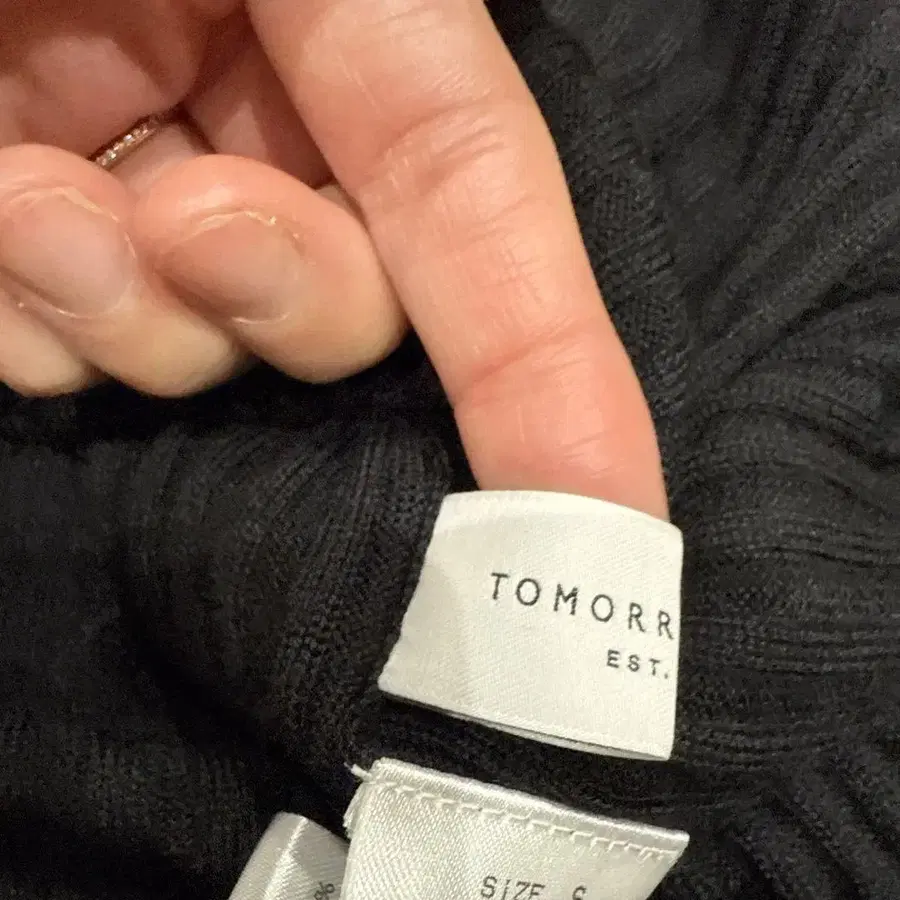 TOMORR
EST.
SIZE S
%